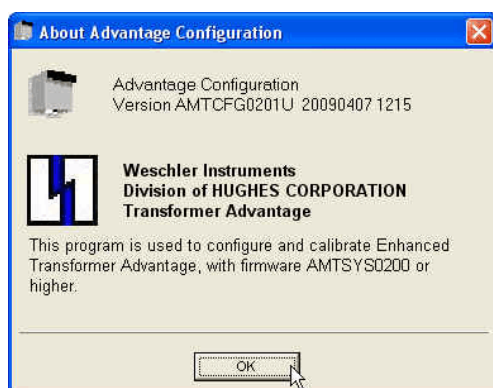 About Advantage Configuration
Advantage Configuration
Version AMTCFG0201U 20090407 1215
Weschler Instruments
Division of HUGHES CORPORATION
Transformer Advantage
This program is used to configure and calibrate Enhanced
Transformer Advantage, with firmware AMTSYS0200 or
higher.
OK